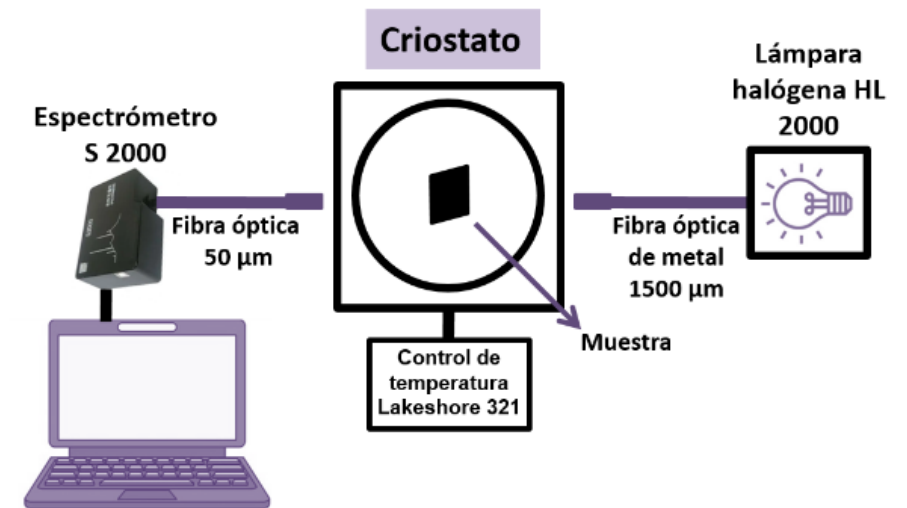 Criostato
Lámpara
halógena HL
2000
Espectrómetro
S 2000
Fibra óptica
50 µm
Fibra óptica
de metal
1500 µm
Muestra
Control de
temperatura
Lakeshore 321